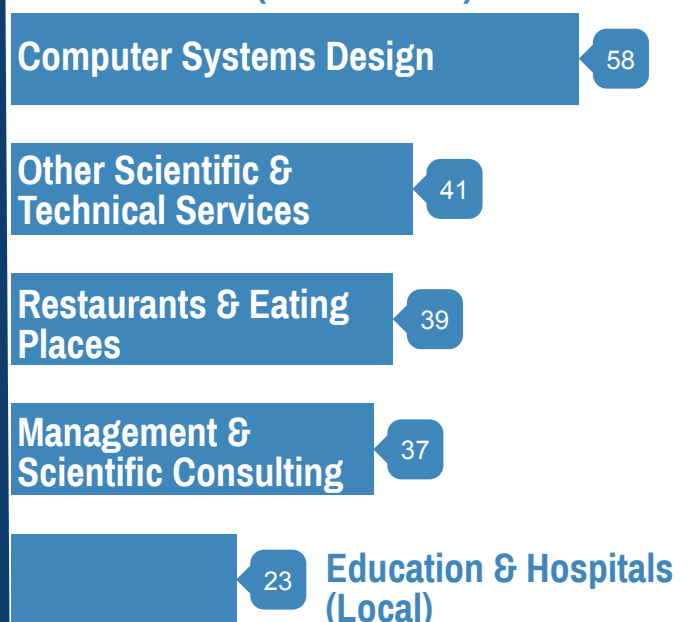 Computer Systems Design
58
Other Scientific &
Technical Services
41
Restaurants & Eating
Places
39
Management &
Scientific Consulting
37
23
Education & Hospitals
(Local)